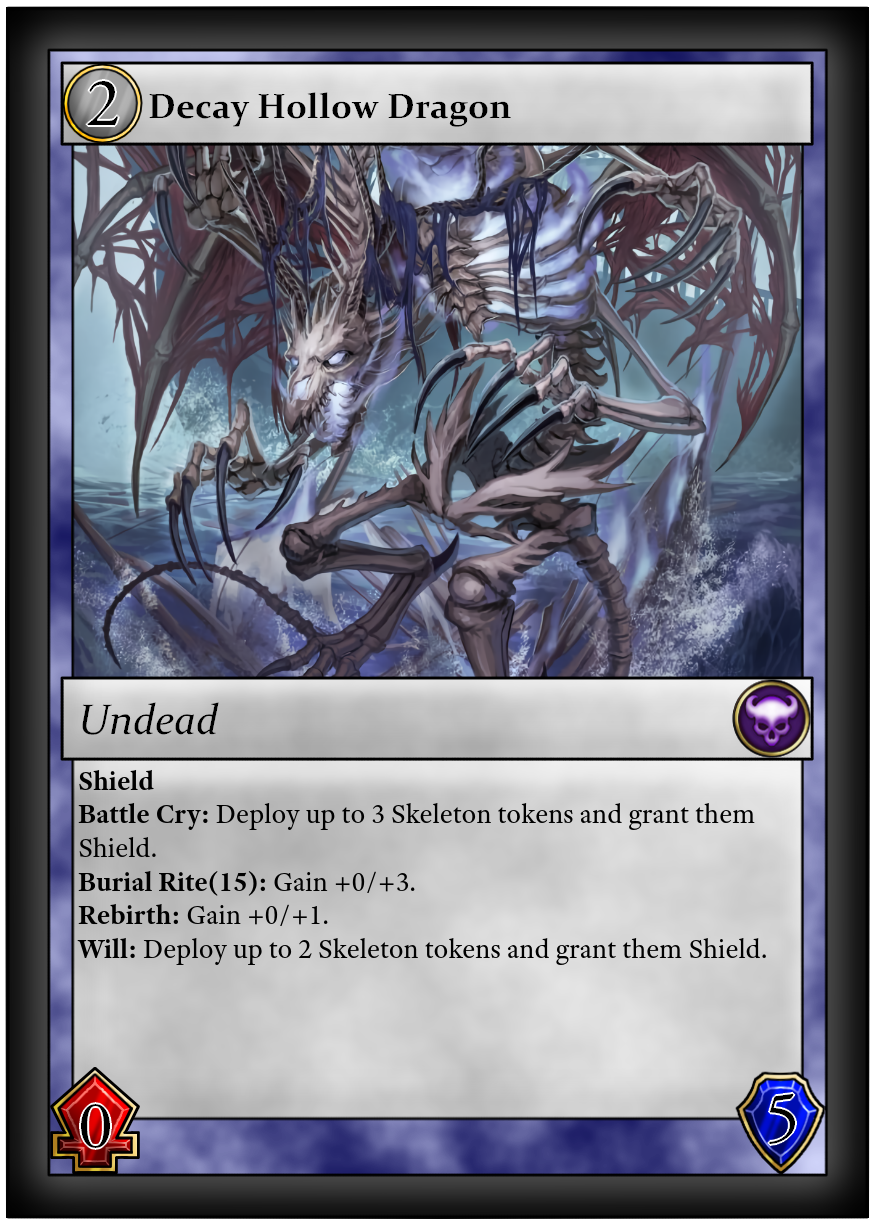 2 Decay Hollow Dragon
Undead
Shield
Battle Cry: Deploy up to 3 Skeleton tokens and grant them
Shield.
Burial Rite(15): Gain +0/+3.
Rebirth: Gain +0/+1.
Will: Deploy up to 2 Skeleton tokens and grant them Shield.
0
5